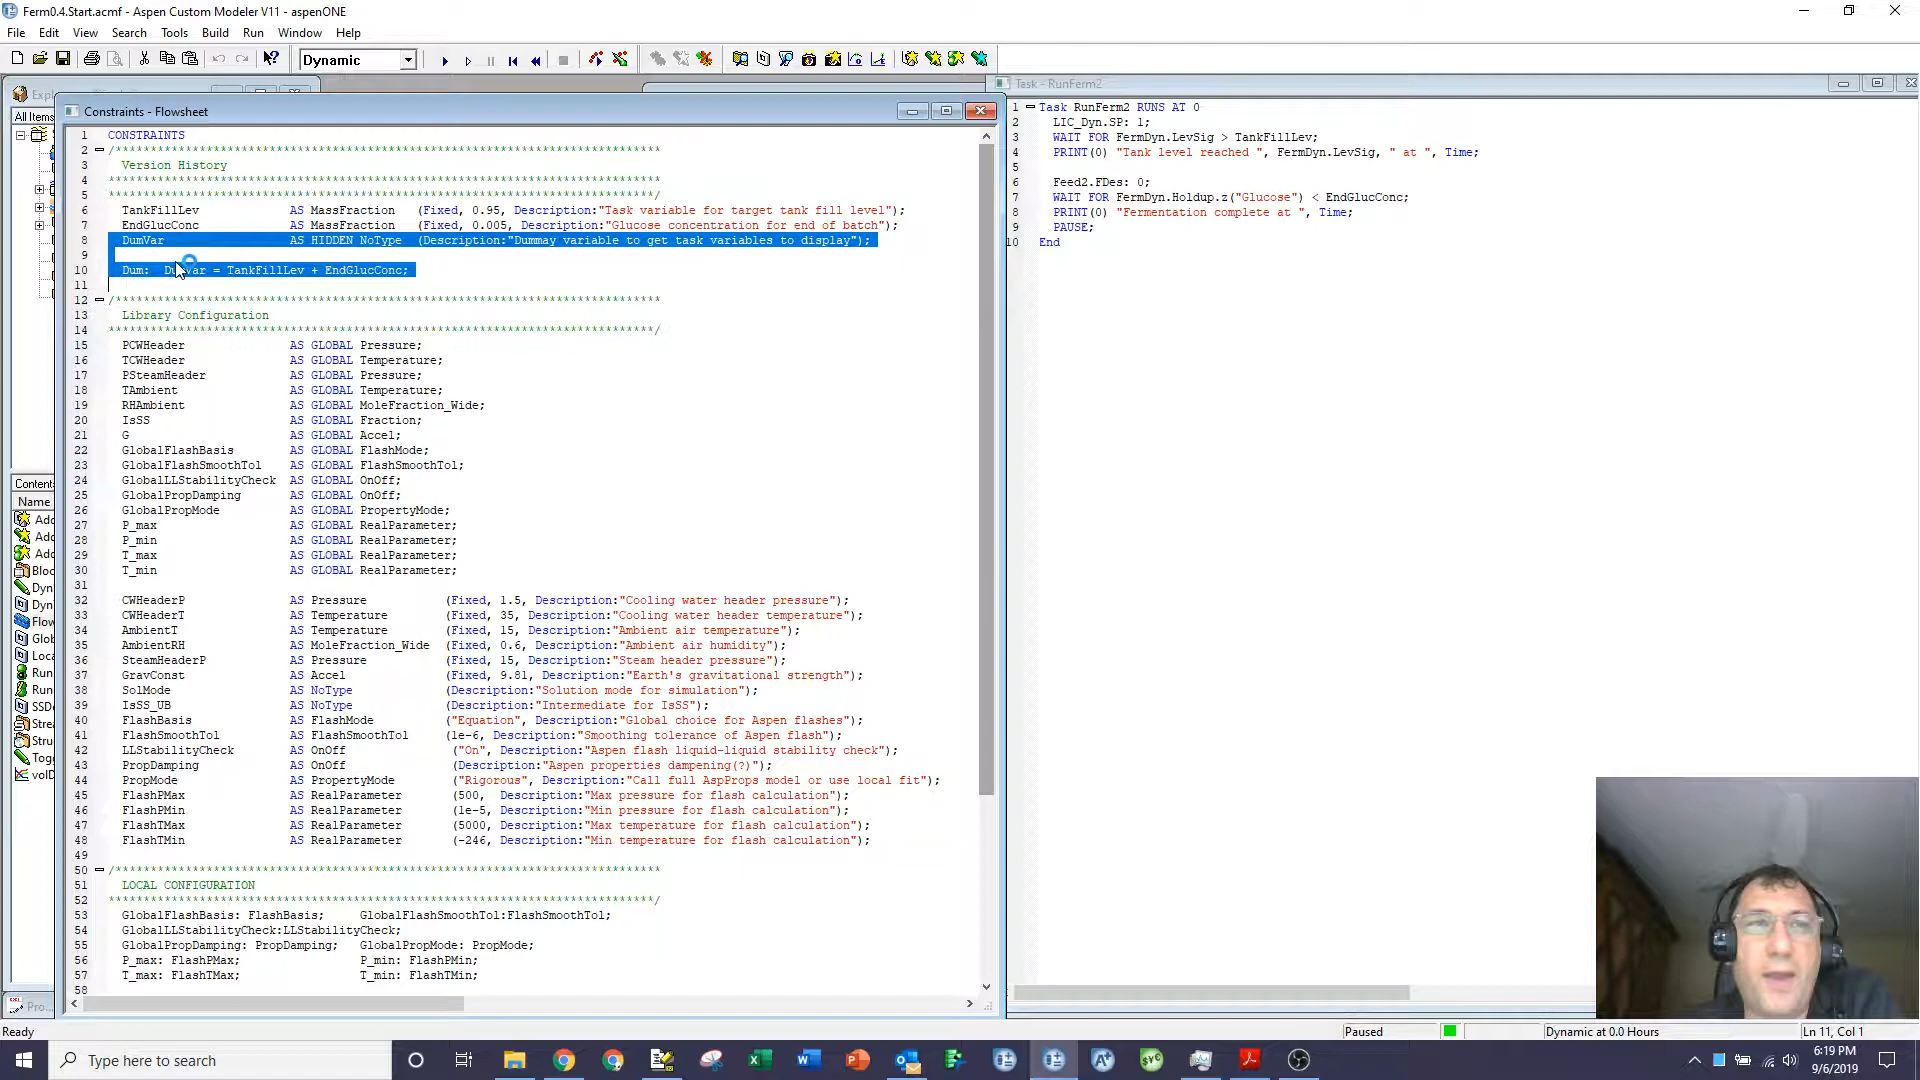 Ferm0.4.Start.acmf - Aspen Custom Modeler V11 - aspenONE
File Edit View Search Tools Build Run Window Help
Dynamic
Constraints - Flowsheet
1 CONSTRAINTS
2 /******************************************************************************
3 Version History
4 *******************************************************************************
5 ******************************************************************************/
6 TankFillLev AS MassFraction (Fixed, 0.95, Description:"Task variable for target tank fill level");
7 EndGlucConc AS MassFraction (Fixed, 0.005, Description:"Glucose concentration for end of batch");
8 DumVar AS HIDDEN NoType (Description:"Dummay variable to get task variables to display");
9
10 Dum: DumVar = TankFillLev + EndGlucConc;
11
12 /******************************************************************************
13 Library Configuration
14 ******************************************************************************/
15 PCWHeader AS GLOBAL Pressure;
16 TCWHeader AS GLOBAL Temperature;
17 PSteamHeader AS GLOBAL Pressure;
18 TAmbient AS GLOBAL Temperature;
19 RHAmbient AS GLOBAL MoleFraction_Wide;
20 IsSS AS GLOBAL Fraction;
21 G AS GLOBAL Accel;
22 GlobalFlashBasis AS GLOBAL FlashMode;
23 GlobalFlashSmoothTol AS GLOBAL FlashSmoothTol;
24 GlobalLLStabilityCheck AS GLOBAL OnOff;
25 GlobalPropDamping AS GLOBAL OnOff;
26 GlobalPropMode AS GLOBAL PropertyMode;
27 P_max AS GLOBAL RealParameter;
28 P_min AS GLOBAL RealParameter;
29 T_max AS GLOBAL RealParameter;
30 T_min AS GLOBAL RealParameter;
31
32 CWHeaderP AS Pressure (Fixed, 1.5, Description:"Cooling water header pressure");
33 CWHeaderT AS Temperature (Fixed, 35, Description:"Cooling water header temperature");
34 AmbientT AS Temperature (Fixed, 15, Description:"Ambient air temperature");
35 AmbientRH AS MoleFraction_Wide (Fixed, 0.6, Description:"Ambient air humidity");
36 SteamHeaderP AS Pressure (Fixed, 15, Description:"Steam header pressure");
37 GravConst AS Accel (Fixed, 9.81, Description:"Earth's gravitational strength");
38 SolMode AS NoType (Description:"Solution mode for simulation");
39 IsSS_UB AS NoType (Description:"Intermediate for IsSS");
40 FlashBasis AS FlashMode ("Equation", Description:"Global choice for Aspen flashes");
41 FlashSmoothTol AS FlashSmoothTol (1e-6, Description:"Smoothing tolerance of Aspen flash");
42 LLStabilityCheck AS OnOff ("On", Description:"Aspen flash liquid-liquid stability check");
43 PropDamping AS OnOff (Description:"Aspen properties dampening(?)");
44 PropMode AS PropertyMode ("Rigorous", Description:"Call full AspProps model or use local fit");
45 FlashPMax AS RealParameter (500, Description:"Max pressure for flash calculation");
46 FlashPMin AS RealParameter (1e-5, Description:"Min pressure for flash calculation");
47 FlashTMax AS RealParameter (5000, Description:"Max temperature for flash calculation");
48 FlashTMin AS RealParameter (-246, Description:"Min temperature for flash calculation");
49
50 /******************************************************************************
51 LOCAL CONFIGURATION
52 ******************************************************************************/
53 GlobalFlashBasis: FlashBasis; GlobalFlashSmoothTol:FlashSmoothTol;
54 GlobalLLStabilityCheck:LLStabilityCheck;
55 GlobalPropDamping: PropDamping; GlobalPropMode: PropMode;
56 P_max: FlashPMax; P_min: FlashPMin;
57 T_max: FlashTMax; T_min: FlashTMin;
58
Task - RunFerm2
1 Task RunFerm2 RUNS AT 0
2 LIC_Dyn.SP: 1;
3 WAIT FOR FermDyn.LevSig > TankFillLev;
4 PRINT(0) "Tank level reached ", FermDyn.LevSig, " at ", Time;
5
6 Feed2.FDes: 0;
7 WAIT FOR FermDyn.Holdup.z("Glucose") < EndGlucConc;
8 PRINT(0) "Fermentation complete at ", Time;
9 PAUSE;
10 End
All Items
Name
Ready
Paused
Dynamic at 0.0 Hours
Ln 11, Col 1
Type here to search
6:19 PM
9/6/2019